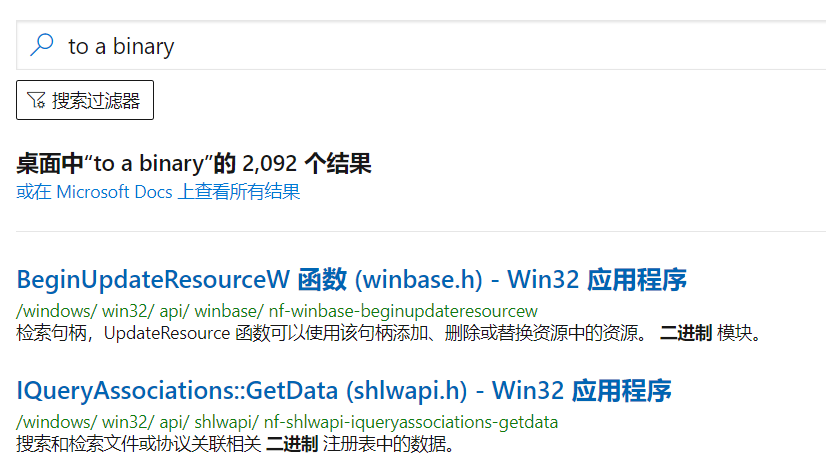 to a binary
搜索过滤器
桌面中“to a binary”的 2,092 个结果
或在 Microsoft Docs 上查看所有结果
BeginUpdateResourceW 函数 (winbase.h) - Win32 应用程序
/windows/ win32/ api/ winbase/ nf-winbase-beginupdateresourcew
检索句柄，UpdateResource 函数可以使用该句柄添加、删除或替换资源中的资源。 二进制 模块。
IQueryAssociations::GetData (shlwapi.h) - Win32 应用程序
/windows/ win32/ api/ shlwapi/ nf-shlwapi-iqueryassociations-getdata
搜索和检索文件或协议关联相关 二进制 注册表中的数据。